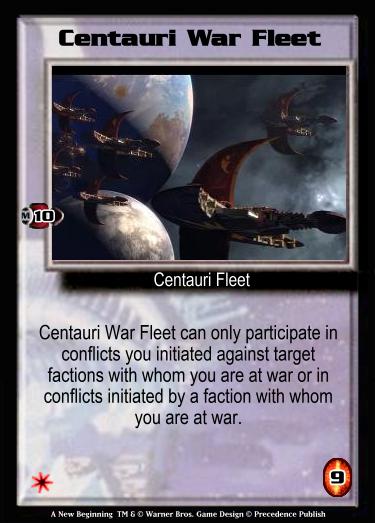 Centauri War Fleet
M 10
Centauri Fleet
Centauri War Fleet can only participate in
conflicts you initiated against target
factions with whom you are at war or in
conflicts initiated by a faction with whom
you are at war.
9
A New Beginning TM & © Warner Bros. Game Design © Precedence Publish